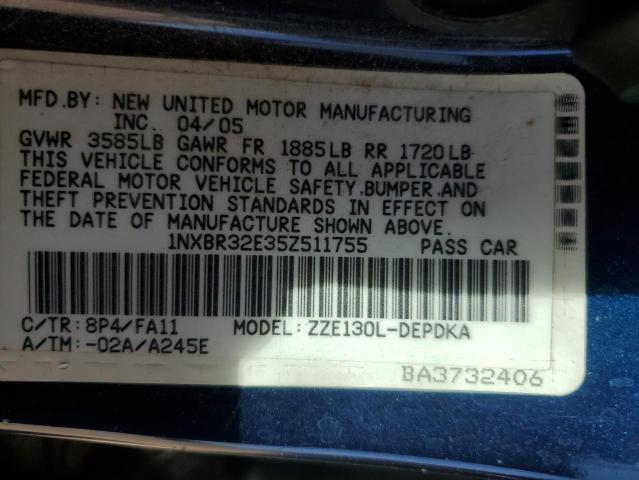 MFD.BY: NEW UNITED MOTOR MANUFACTURING
INC. 04/05
GVWR 3585LB GAWR FR 1885LB RR 1720LB
THIS VEHICLE CONFORMS TO ALL APPLICABLE
FEDERAL MOTOR VEHICLE SAFETY,BUMPER,AND
THEFT PREVENTION STANDARDS IN EFFECT ON
THE DATE OF MANUFACTURE SHOWN ABOVE.
1NXBR32E35Z511755 PASS CAR
C/TR:8P4/FA11 MODEL: ZZE130L-DEPDKA
A/TM:-02A/A245E
BA3732406